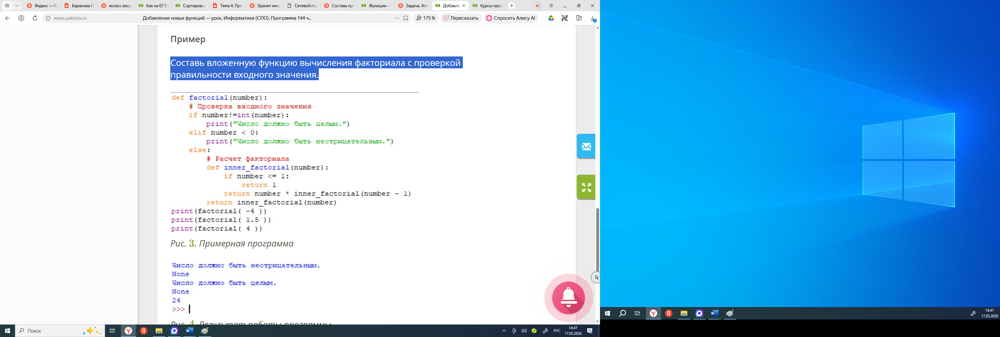 13
Яндекс — б
Баранова И
якласс вход
Как на ЕГЭ
Сортировка
Тема 4. Пре
Хранит име
Сетевой гор
Составь про
Функции —
Задача. Алг
Добавле
Курсы прог
www.yaklass.ru
Добавление новых функций — урок. Информатика (СПО), Программа 144 ч..
175 %
Пересказать
Спросить Алису AI
2
Пример
Составь вложенную функцию вычисления факториала с проверкой
правильности входного значения.
def factorial(number):
    # Проверка входного значения
    if number!=int(number):
        print("Число должно быть целым.")
    elif number < 0:
        print("Число должно быть неотрицательным.")
    else:
        # Расчет факториала
        def inner_factorial(number):
            if number <= 1:
                return 1
            return number * inner_factorial(number - 1)
        return inner_factorial(number)
print(factorial( -4 ))
print(factorial( 1.5 ))
print(factorial( 4 ))
Рис. 3. Примерная программа
Число должно быть неотрицательным.
None
Число должно быть целым.
None
24
>>>
Рис. 4. Результат работы программы
Поиск
РУС
14:47
17.03.2026
14:47
17.03.2026